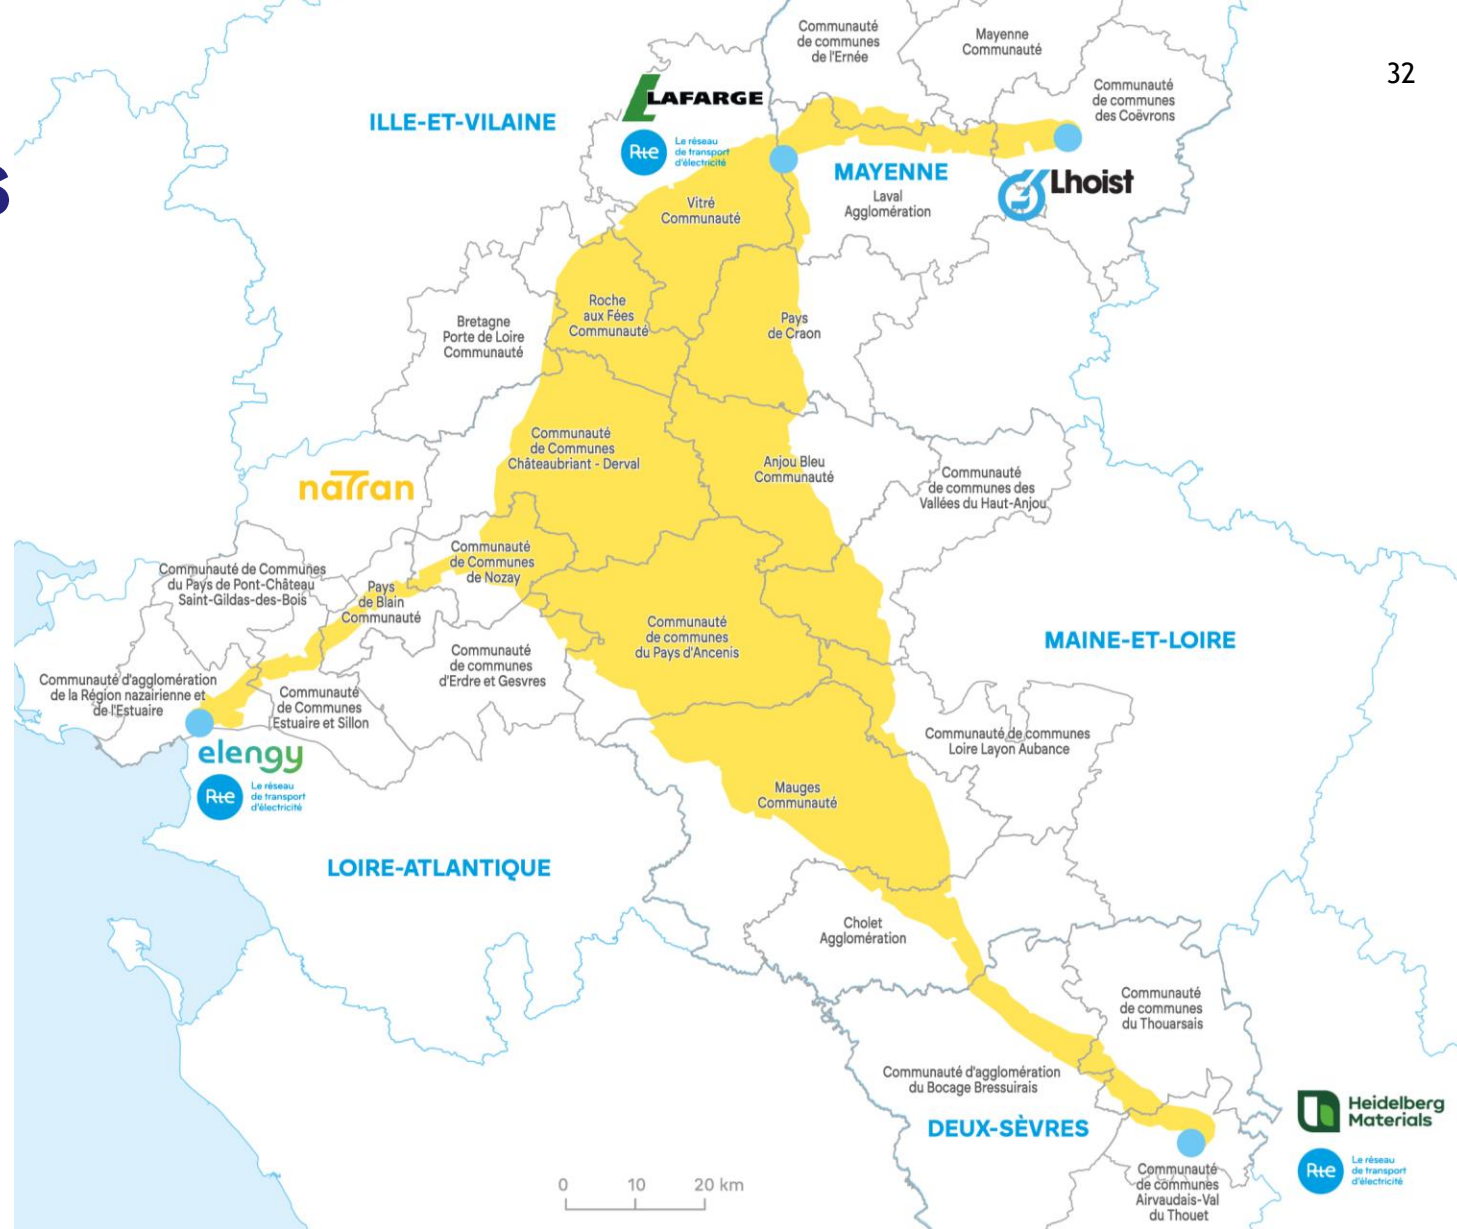 32
Communauté
de communes
de l'Ernée
Mayenne
Communauté
Communauté
de communes
des Coëvrons
LAFARGE
ILLE-ET-VILAINE
Rte
Le réseau
de transport
d'électricité
MAYENNE
Laval
Agglomération
Lhoist
Vitré
Communauté
Roche
aux Fées
Communauté
Pays
de Craon
Bretagne
Porte de Loire
Communauté
Communauté
de Communes
Châteaubriant - Derval
Anjou Bleu
Communauté
Communauté
de communes des
Vallées du Haut-Anjou
naTran
Communauté
de Communes
de Nozay
Communauté de Communes
du Pays de Pont-Château
Saint-Gildas-des-Bois
Pays
de Blain
Communauté
Communauté
de communes
du Pays d'Ancenis
MAINE-ET-LOIRE
Communauté
de communes
d'Erdre et Gesvres
Communauté d'agglomération
de la Région nazairienne et
de l'Estuaire
Communauté
de Communes
Estuaire et Sillon
Communauté de communes
Loire Layon Aubance
elengy
Rte
Le réseau
de transport
d'électricité
Mauges
Communauté
LOIRE-ATLANTIQUE
Cholet
Agglomération
Communauté
de communes
du Thouarsais
Communauté d'agglomération
du Bocage Bressuirais
DEUX-SÈVRES
Heidelberg
Materials
Rte
Le réseau
de transport
d'électricité
Communauté
de communes
Airvaudais-Val
du Thouet
0 10 20 km